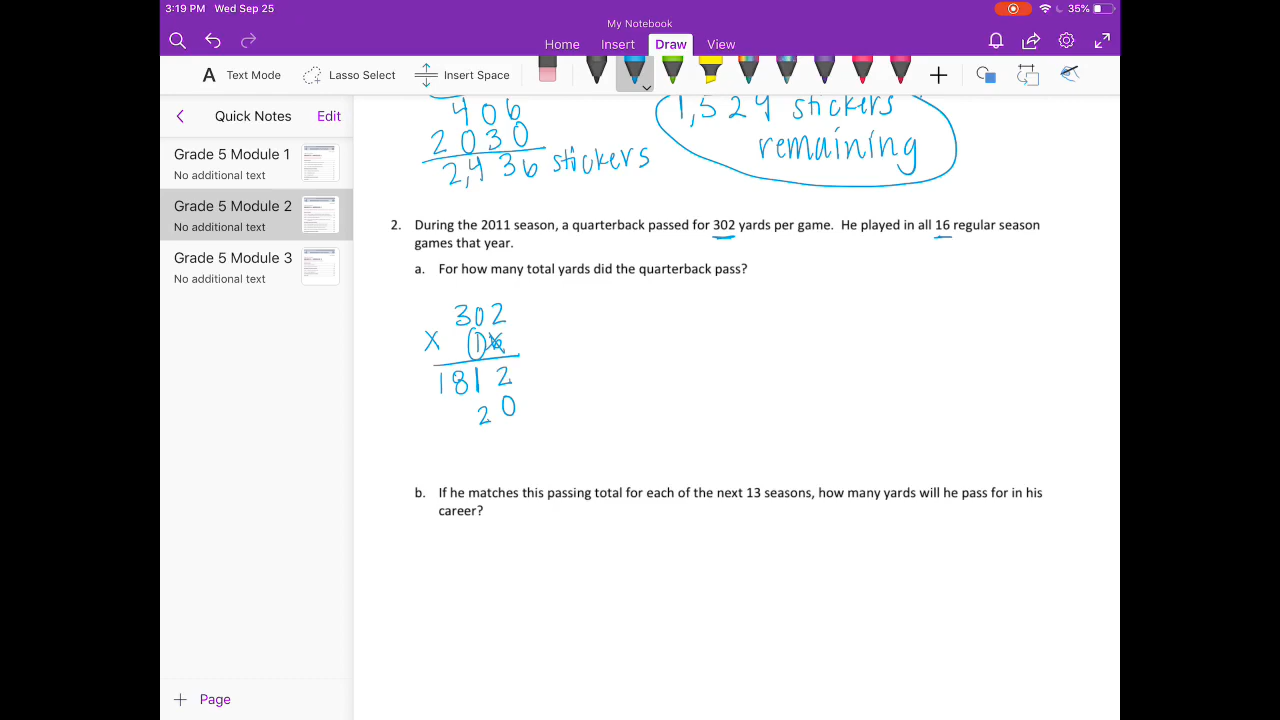 3:19 PM Wed Sep 25
35%
My Notebook
Home Insert Draw View
Text Mode Lasso Select Insert Space
Quick Notes Edit
Grade 5 Module 1
No additional text
Grade 5 Module 2
No additional text
Grade 5 Module 3
No additional text
Page
406
2030
2,436 stickers
1,524 stickers
remaining
2. During the 2011 season, a quarterback passed for 302 yards per game. He played in all 16 regular season
games that year.
a. For how many total yards did the quarterback pass?
302
X 16
1812
20
b. If he matches this passing total for each of the next 13 seasons, how many yards will he pass for in his
career?